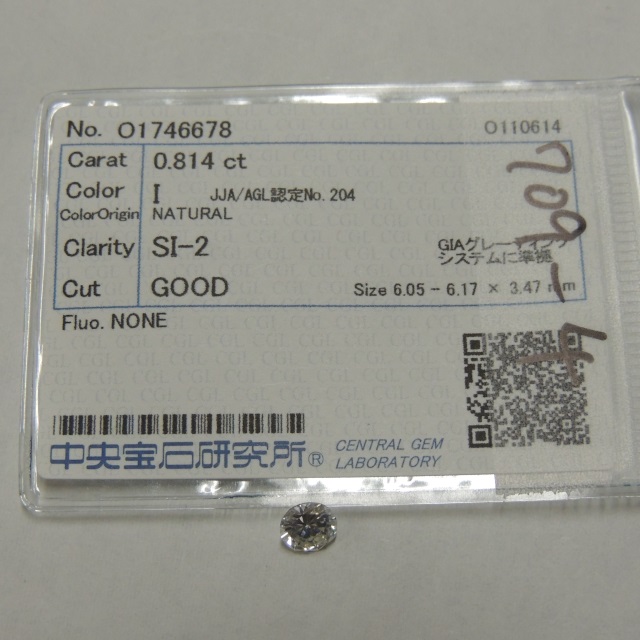 No. O1746678
O110614
Carat 0.814 ct
Color I JJA/AGL認定No.204
ColorOrigin NATURAL
Clarity SI-2
GIAグレーディング
システムに準拠
Cut GOOD Size 6.05 - 6.17 × 3.47 mm
Fluo. NONE
709-4
中央宝石研究所® CENTRAL GEM
LABORATORY